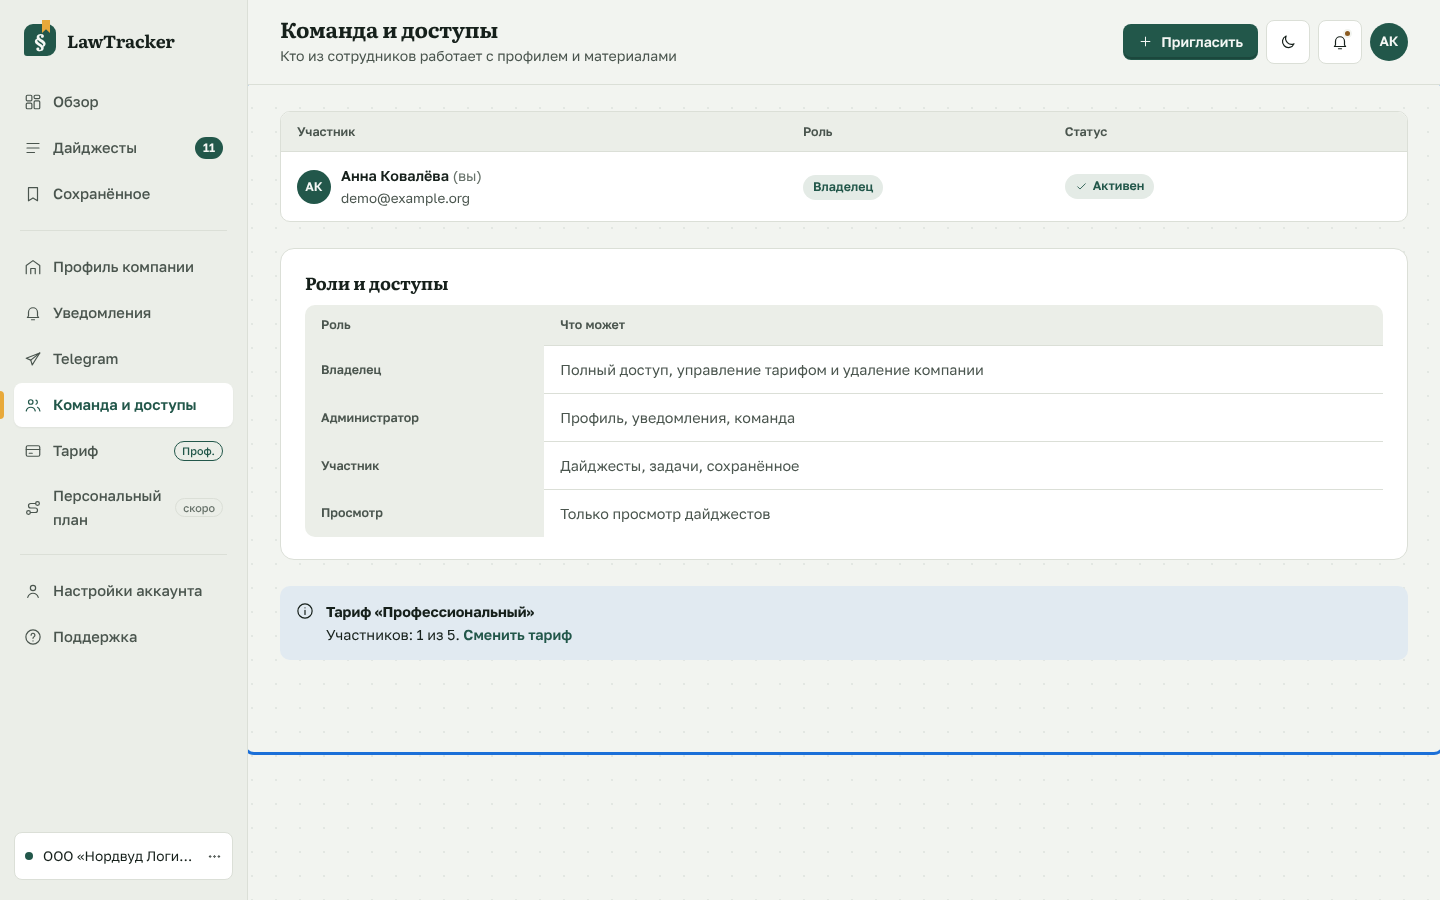 § LawTracker
Обзор
Дайджесты 11
Сохранённое
Профиль компании
Уведомления
Telegram
Команда и доступы
Тариф Проф.
Персональный
план скоро
Настройки аккаунта
Поддержка
ООО «Нордвуд Логи... ...
Команда и доступы
Кто из сотрудников работает с профилем и материалами
+ Пригласить
АК
Участник Роль Статус
АК Анна Ковалёва (вы) Владелец Активен
demo@example.org
Роли и доступы
Роль Что может
Владелец Полный доступ, управление тарифом и удаление компании
Администратор Профиль, уведомления, команда
Участник Дайджесты, задачи, сохранённое
Просмотр Только просмотр дайджестов
Тариф «Профессиональный»
Участников: 1 из 5. Сменить тариф